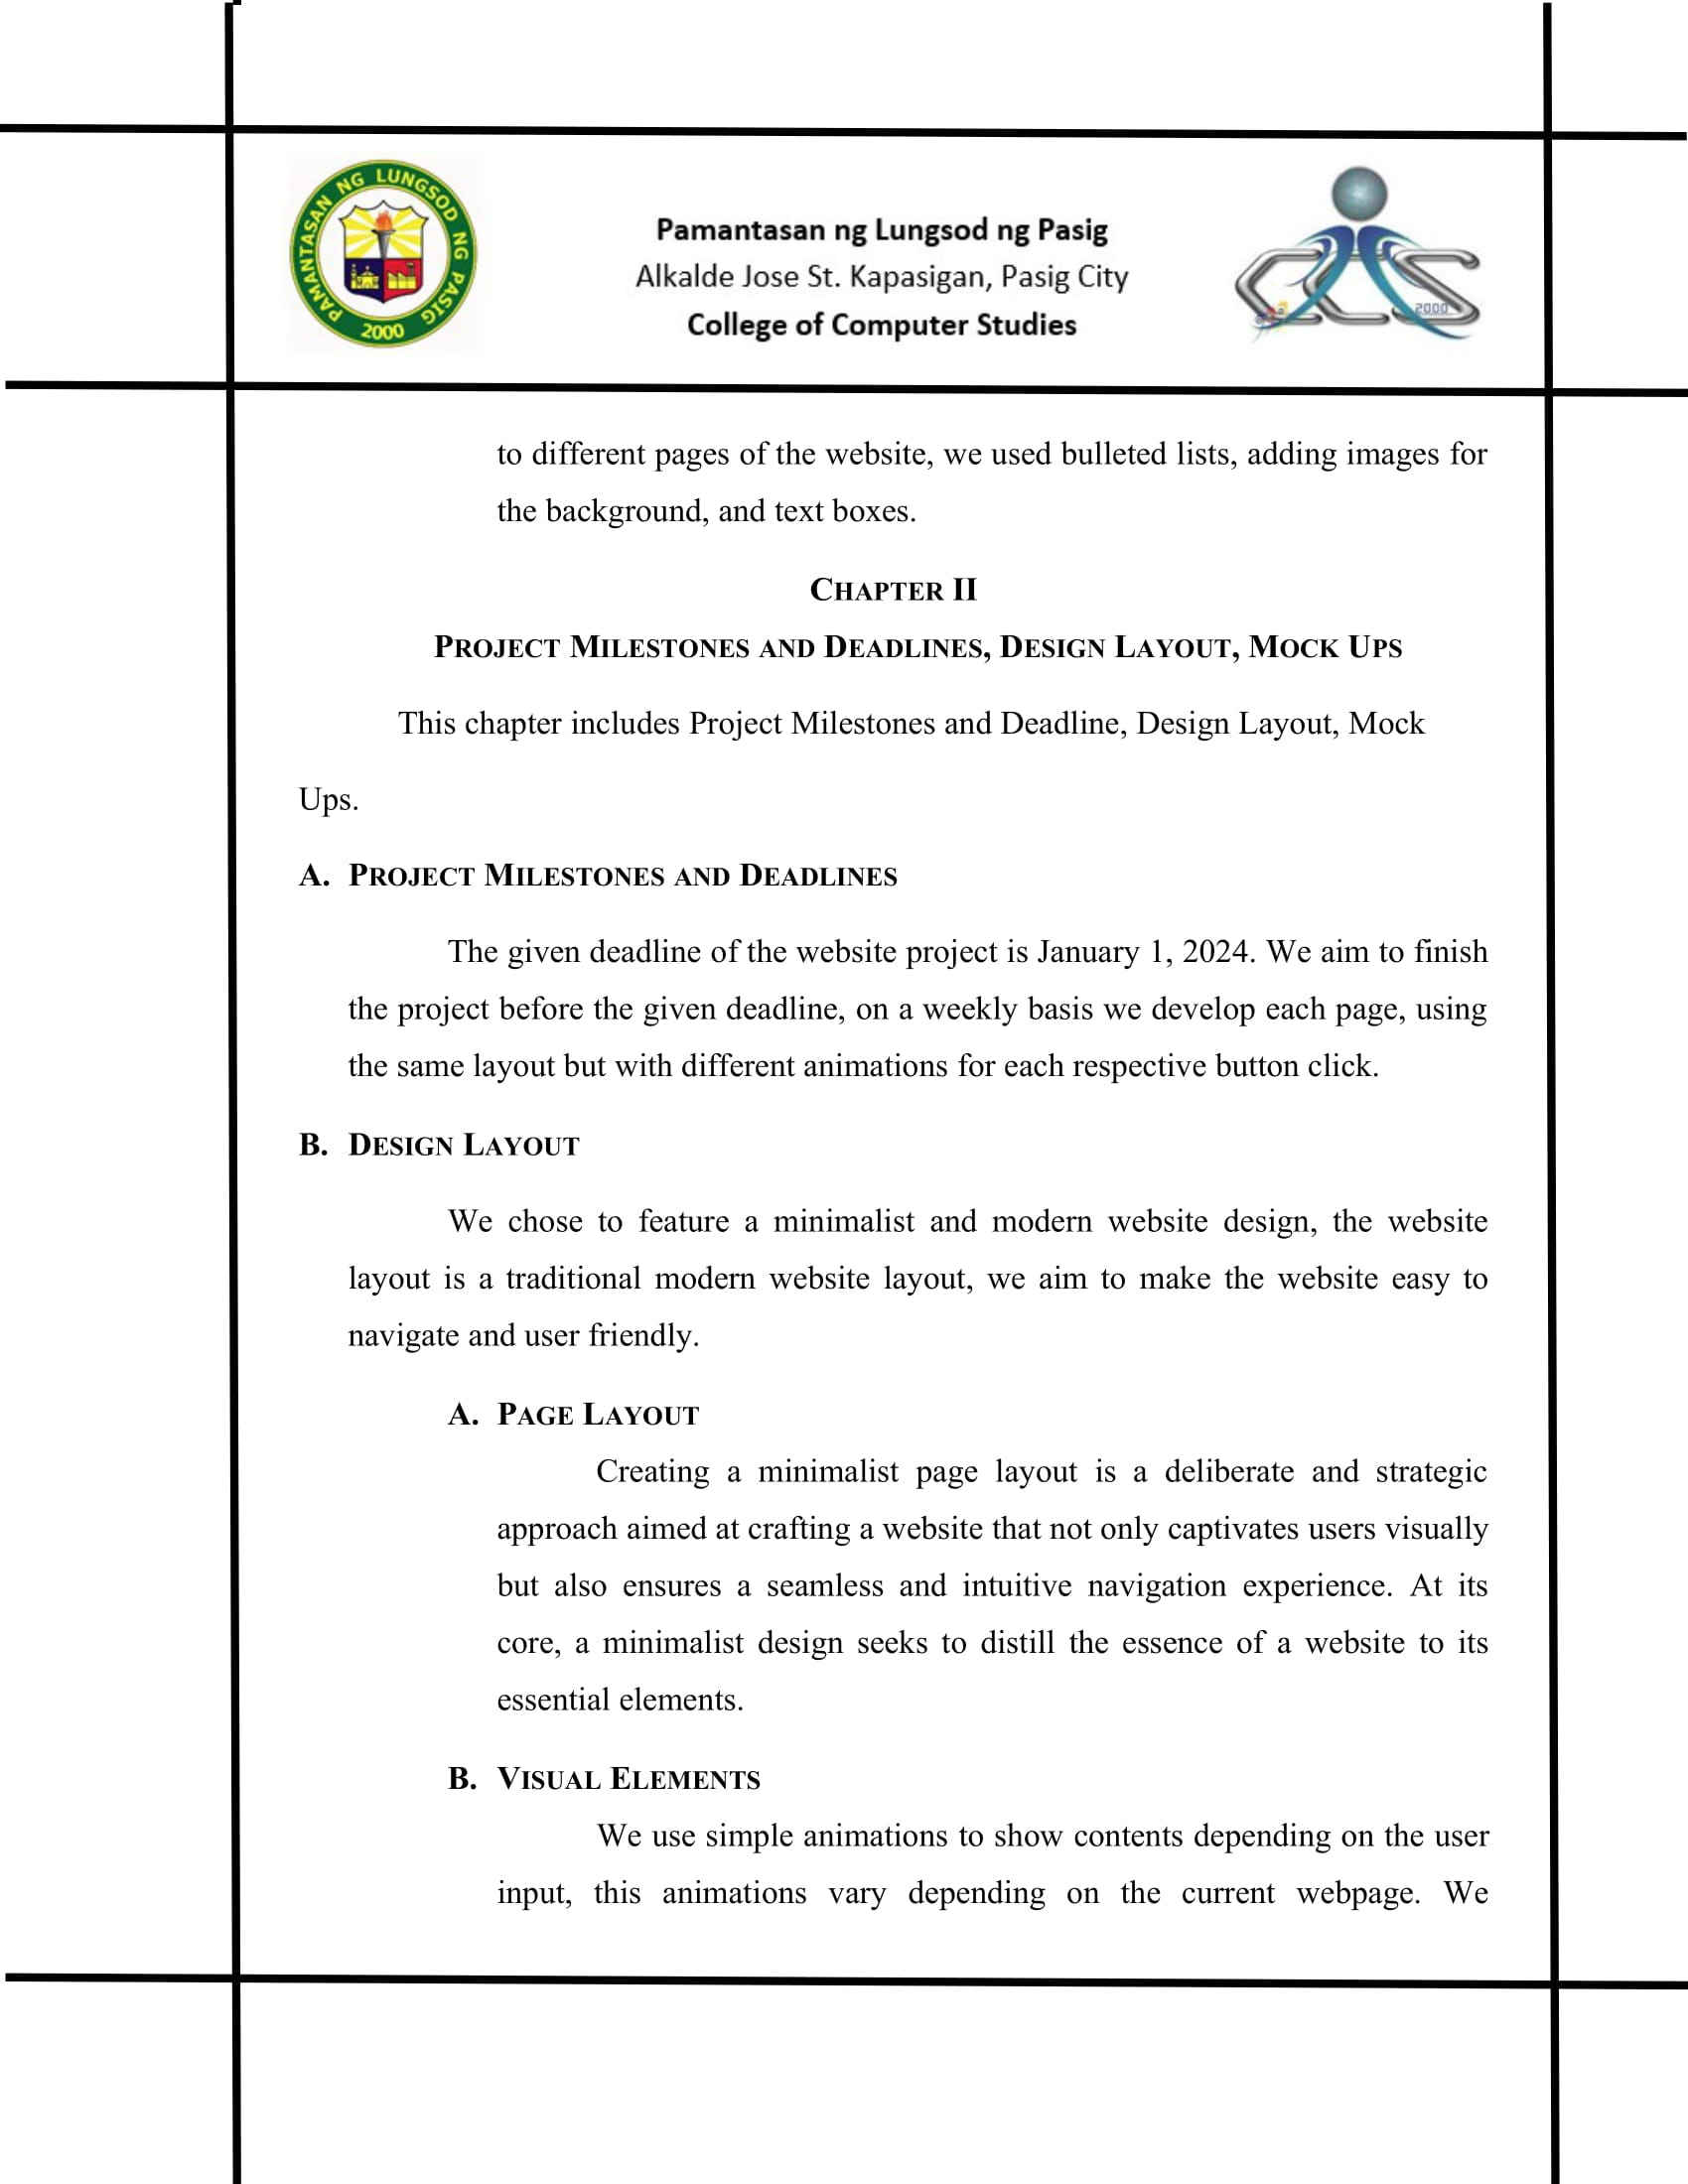 PAMANTASAN NG LUNGSOD NG PASIG
2000
Pamantasan ng Lungsod ng Pasig
Alkalde Jose St. Kapasigan, Pasig City
College of Computer Studies
CCS
2000
to different pages of the website, we used bulleted lists, adding images for
the background, and text boxes.
CHAPTER II
PROJECT MILESTONES AND DEADLINES, DESIGN LAYOUT, MOCK UPS
This chapter includes Project Milestones and Deadline, Design Layout, Mock
Ups.
A. PROJECT MILESTONES AND DEADLINES
The given deadline of the website project is January 1, 2024. We aim to finish
the project before the given deadline, on a weekly basis we develop each page, using
the same layout but with different animations for each respective button click.
B. DESIGN LAYOUT
We chose to feature a minimalist and modern website design, the website
layout is a traditional modern website layout, we aim to make the website easy to
navigate and user friendly.
A. PAGE LAYOUT
Creating a minimalist page layout is a deliberate and strategic
approach aimed at crafting a website that not only captivates users visually
but also ensures a seamless and intuitive navigation experience. At its
core, a minimalist design seeks to distill the essence of a website to its
essential elements.
B. VISUAL ELEMENTS
We use simple animations to show contents depending on the user
input, this animations vary depending on the current webpage. We